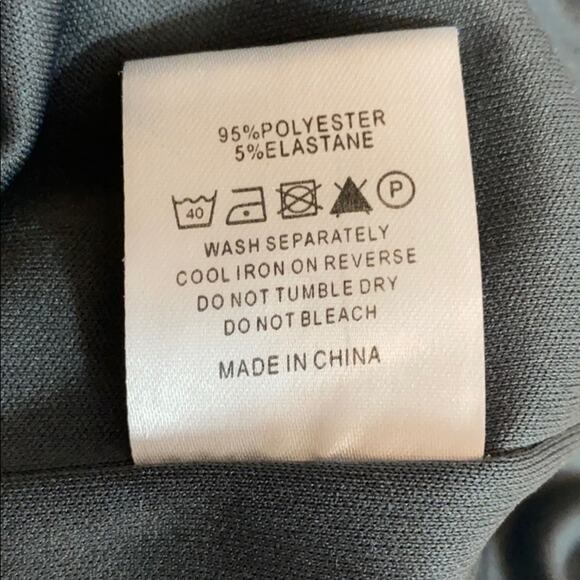 95%POLYESTER
5%ELASTANE
40 P
WASH SEPARATELY
COOL IRON ON REVERSE
DO NOT TUMBLE DRY
DO NOT BLEACH
MADE IN CHINA